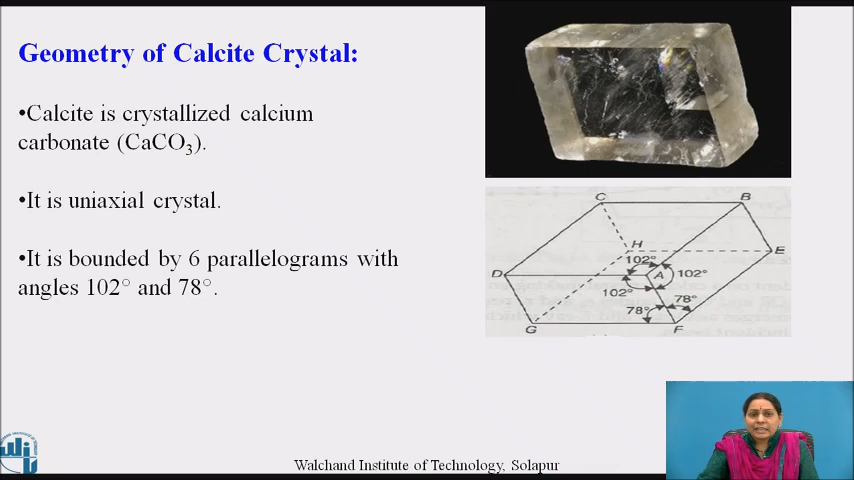 Geometry of Calcite Crystal:
•Calcite is crystallized calcium
carbonate (CaCO₃).
•It is uniaxial crystal.
•It is bounded by 6 parallelograms with
angles 102° and 78°.
C
B
H
E
102°
D
A
102°
102°
78°
78°
G
F
Walchand Institute of Technology, Solapur